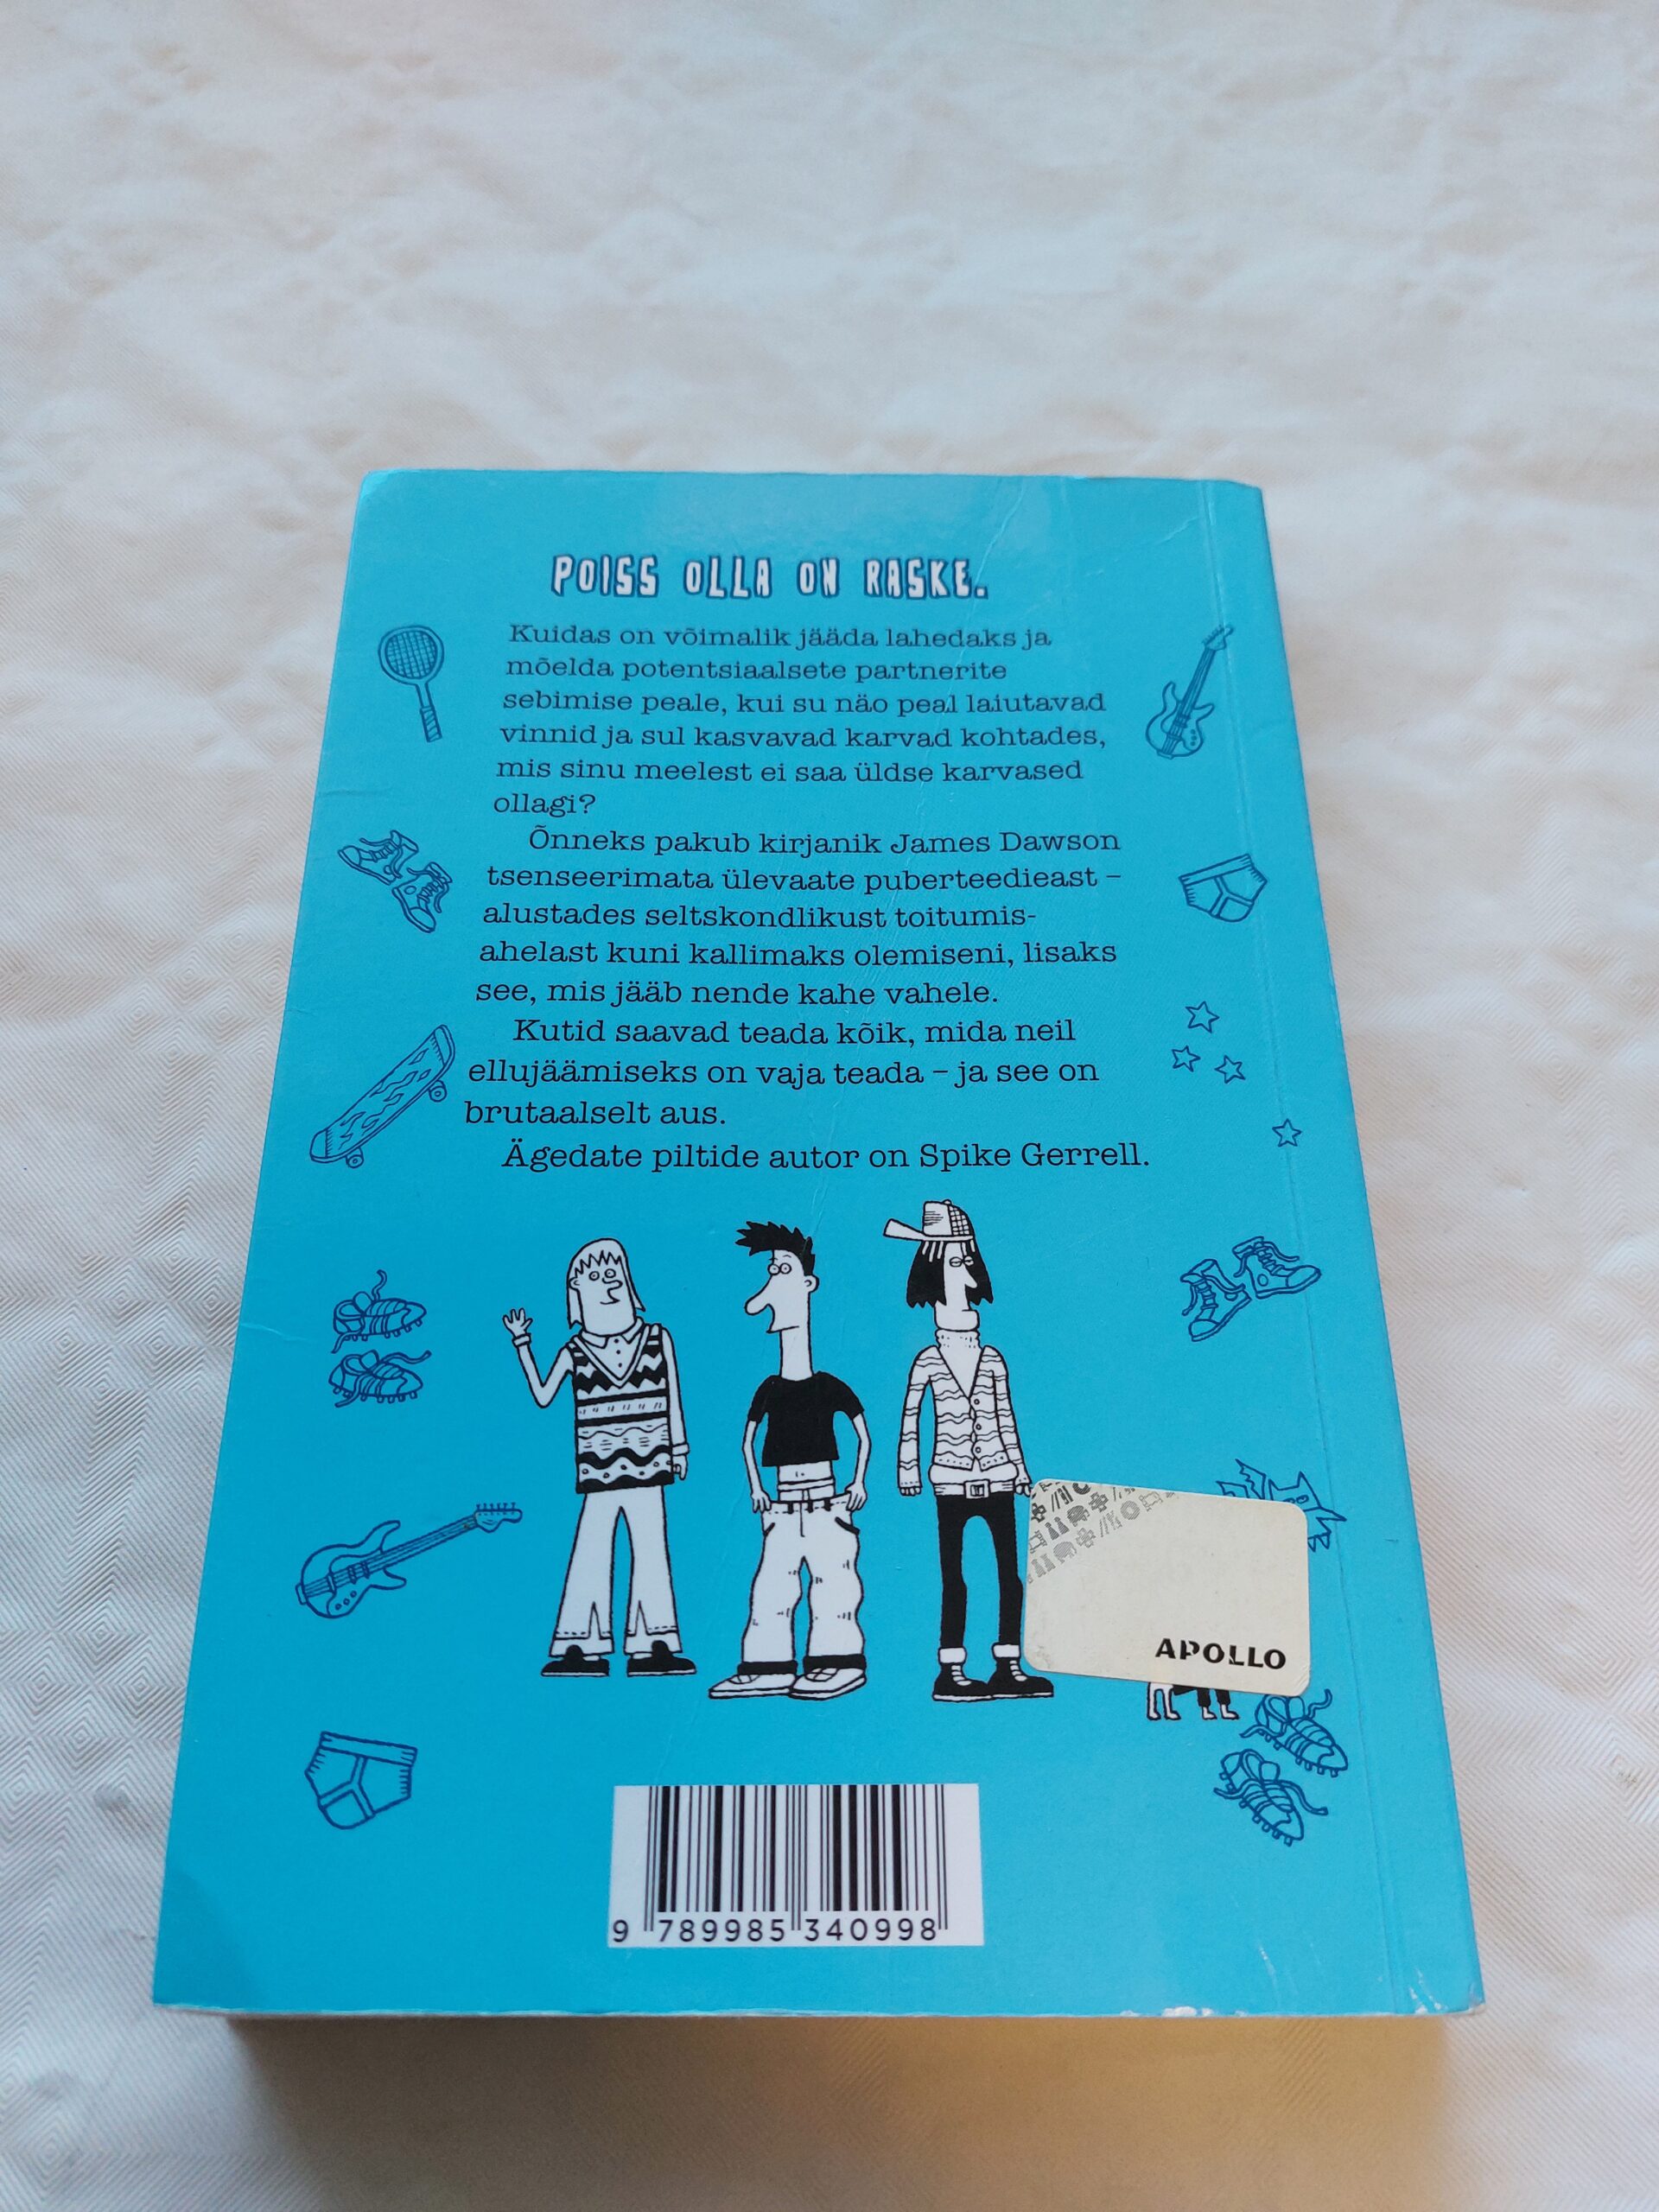 POISS OLLA ON RASKE.
Kuidas on võimalik jääda lahedaks ja
mõelda potentsiaalsete partnerite
sebimise peale, kui su näo peal laiutavad
vinnid ja sul kasvavad karvad kohtades,
mis sinu meelest ei saa üldse karvased
ollagi?
Õnneks pakub kirjanik James Dawson
tsenseerimata ülevaate puberteedieast –
alustades seltskondlikust toitumis-
ahelast kuni kallimaks olemiseni, lisaks
see, mis jääb nende kahe vahele.
Kutid saavad teada kõik, mida neil
ellujäämiseks on vaja teada – ja see on
brutaalselt aus.
Ägedate piltide autor on Spike Gerrell.
APOLLO
9 789985 340998